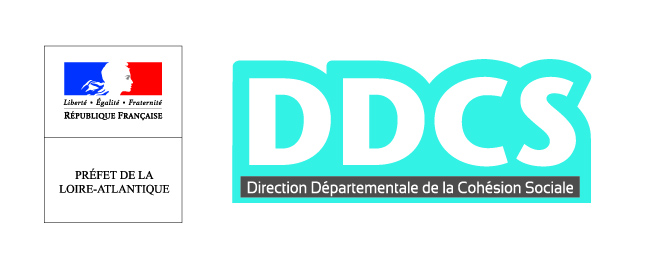 Liberté • Égalité • Fraternité
RÉPUBLIQUE FRANÇAISE
PRÉFET DE LA
LOIRE-ATLANTIQUE
DDCS
Direction Départementale de la Cohésion Sociale